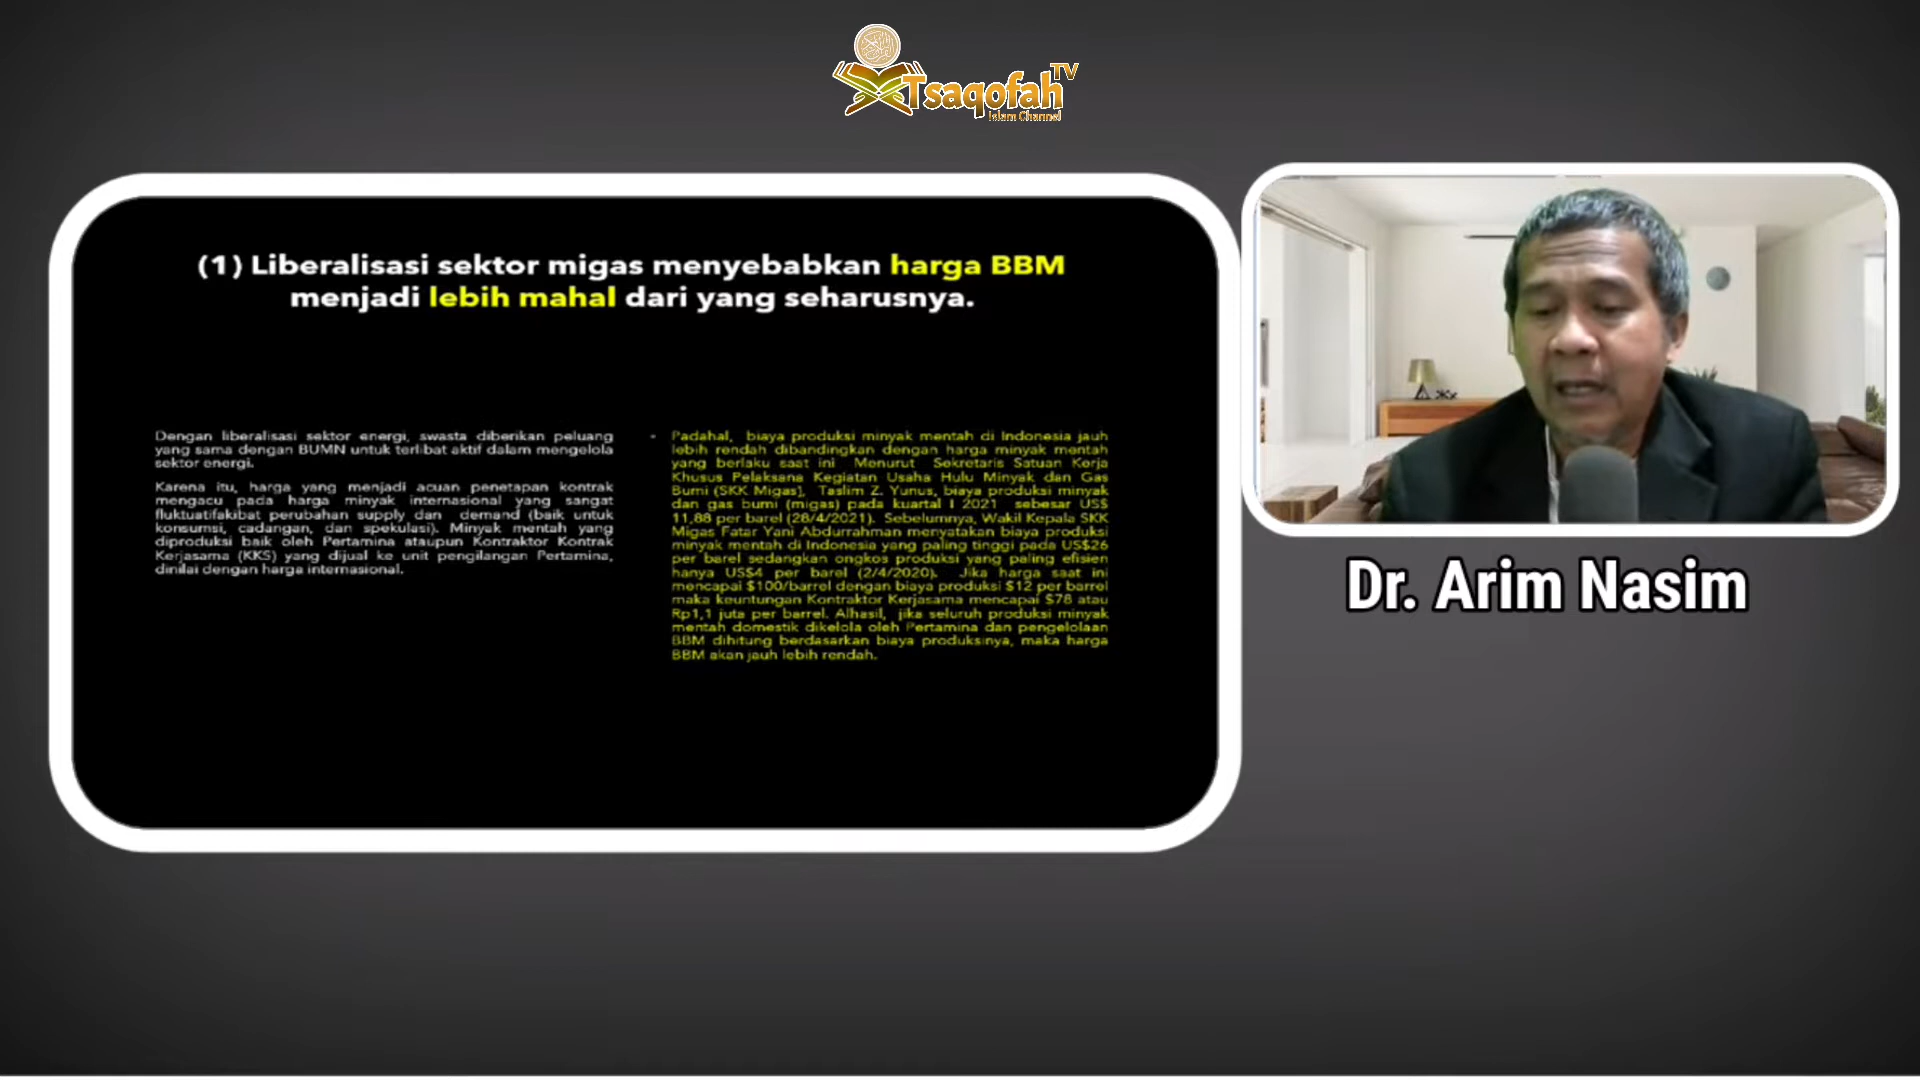 Tsaqofah TV
Islam Channel
(1) Liberalisasi sektor migas menyebabkan harga BBM
menjadi lebih mahal dari yang seharusnya.
Dengan liberalisasi sektor energi, swasta diberikan peluang
yang sama dengan BUMN untuk terlibat aktif dalam mengelola
sektor energi.
Karena itu, harga yang menjadi acuan penetapan kontrak
mengacu pada harga minyak internasional yang sangat
fluktuatifakibat perubahan supply dan demand (baik untuk
konsumsi, cadangan, dan spekulasi). Minyak mentah yang
diproduksi baik oleh Pertamina ataupun Kontraktor Kontrak
Kerjasama (KKS) yang dijual ke unit pengilangan Pertamina,
dinilai dengan harga internasional.
• Padahal, biaya produksi minyak mentah di Indonesia jauh
lebih rendah dibandingkan dengan harga minyak mentah
yang berlaku saat ini Menurut Sekretaris Satuan Kerja
Khusus Pelaksana Kegiatan Usaha Hulu Minyak dan Gas
Bumi (SKK Migas), Taslim Z. Yunus, biaya produksi minyak
dan gas bumi (migas) pada kuartal I 2021 sebesar US$
11,88 per barel (28/4/2021). Sebelumnya, Wakil Kepala SKK
Migas Fatar Yani Abdurrahman menyatakan biaya produksi
minyak mentah di Indonesia yang paling tinggi pada US$26
per barel sedangkan ongkos produksi yang paling efisien
hanya US$4 per barel (2/4/2020). Jika harga saat ini
mencapai $100/barrel dengan biaya produksi $12 per barrel
maka keuntungan Kontraktor Kerjasama mencapai $78 atau
Rp1,1 juta per barrel. Alhasil, jika seluruh produksi minyak
mentah domestik dikelola oleh Pertamina dan pengelolaan
BBM dihitung berdasarkan biaya produksinya, maka harga
BBM akan jauh lebih rendah.
Dr. Arim Nasim